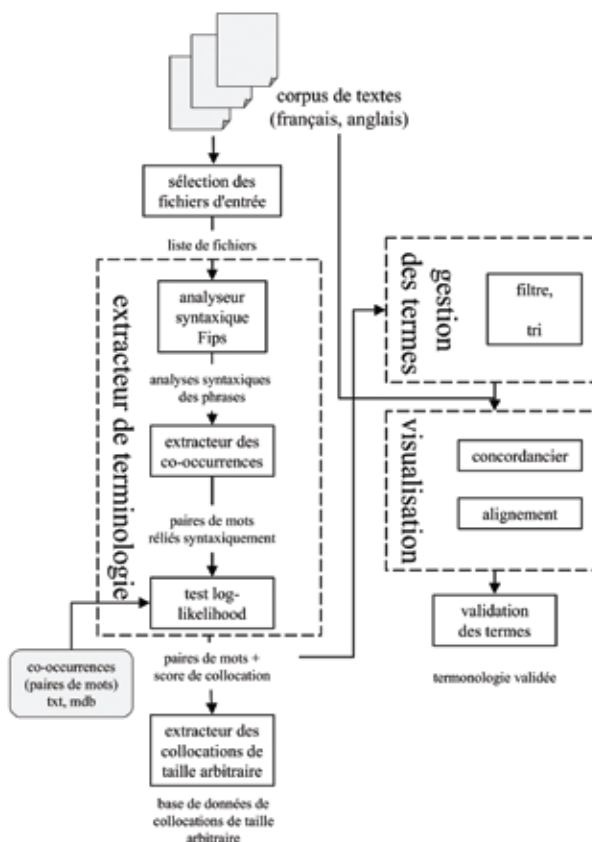 corpus de textes
(français, anglais)
sélection des
fichiers d'entrée
liste de fichiers
extracteur de terminologie
analyseur
syntaxique
Fips
analyses syntaxiques
des phrases
extracteur des
co-occurrences
paires de mots
réliés syntaxiquement
test log-
likelihood
co-occurrences
(paires de mots)
txt, mdb
paires de mots +
score de collocation
extracteur des
collocations de
taille arbitraire
base de données de
collocations de taille
arbitraire
gestion
des termes
filtre,
tri
visualisation
concordancier
alignement
validation
des termes
termonologie validée